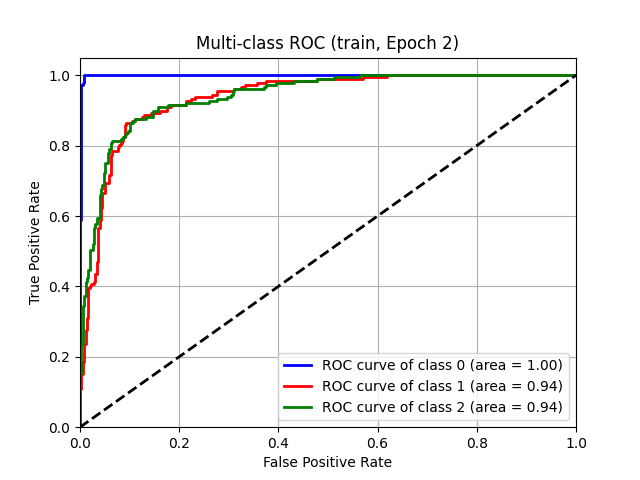 Multi-class ROC (train, Epoch 2)
True Positive Rate
1.0
0.8
0.6
0.4
0.2
0.0
ROC curve of class 0 (area = 1.00)
ROC curve of class 1 (area = 0.94)
ROC curve of class 2 (area = 0.94)
0.0 0.2 0.4 0.6 0.8 1.0
False Positive Rate